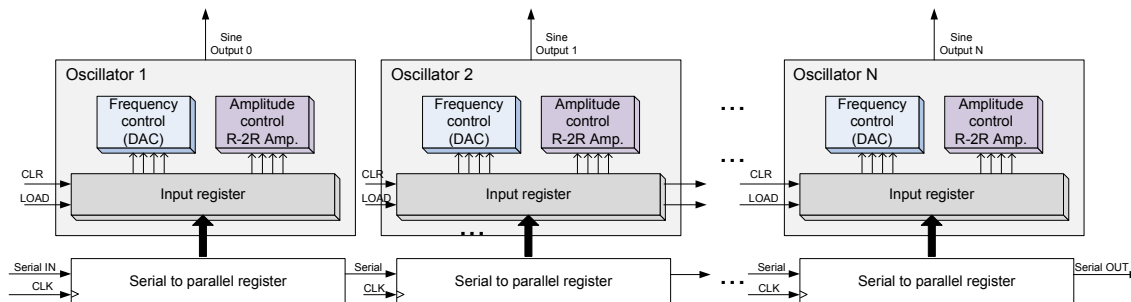 Sine
Output 0
Sine
Output 1
Sine
Output N
Oscillator 1
Oscillator 2
Oscillator N
Frequency
control
(DAC)
Amplitude
control
R-2R Amp.
Frequency
control
(DAC)
Amplitude
control
R-2R Amp.
...
Frequency
control
(DAC)
Amplitude
control
R-2R Amp.
...
CLR
LOAD
Input register
CLR
LOAD
Input register
CLR
LOAD
Input register
...
Serial IN
CLK
Serial to parallel register
Serial
CLK
Serial to parallel register
...
Serial
CLK
Serial to parallel register
Serial OUT